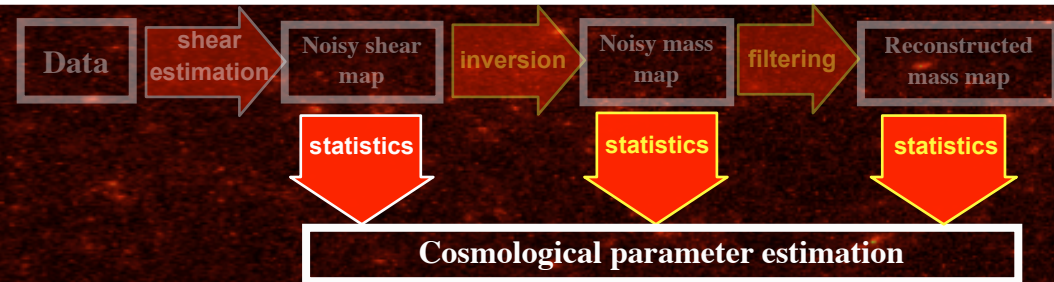 Data
shear
estimation
Noisy shear
map
inversion
Noisy mass
map
filtering
Reconstructed
mass map
statistics
statistics
statistics
Cosmological parameter estimation